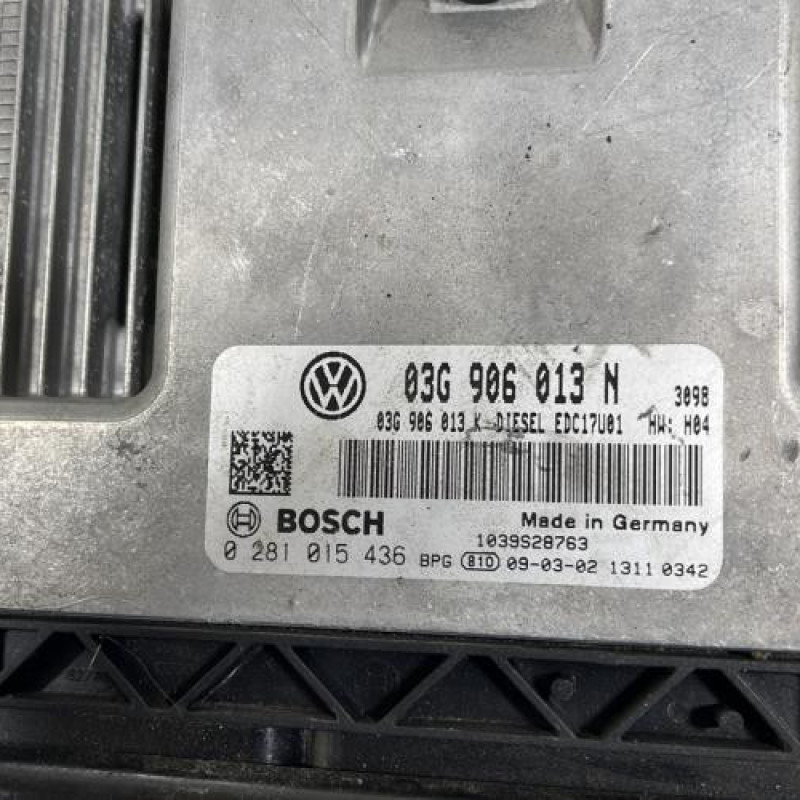 03G 906 013 N 3098
03G 906 013 K DIESEL EDC17U01 HW: H04
BOSCH Made in Germany
1039S28763
0 281 015 436 BPG 810 09-03-02 1311 0342